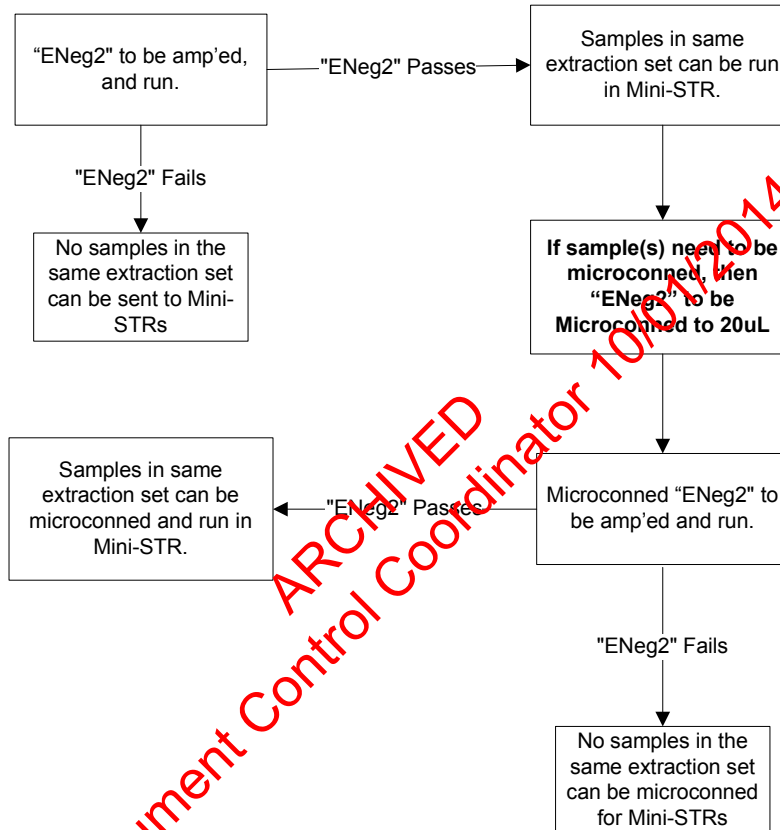 “ENeg2" to be amp’ed,
and run.
"ENeg2" Passes
Samples in same
extraction set can be run
in Mini-STR.
"ENeg2" Fails
No samples in the
same extraction set
can be sent to Mini-
STRs
If sample(s) need to be
microconned, then
“ENeg2” to be
Microconned to 20uL
Samples in same
extraction set can be
microconned and run in
Mini-STR.
"ENeg2" Passes
Microconned “ENeg2" to
be amp’ed and run.
"ENeg2" Fails
No samples in the
same extraction set
can be microconned
for Mini-STRs
ARCHIVED
Control Coordinator 10/01/2014